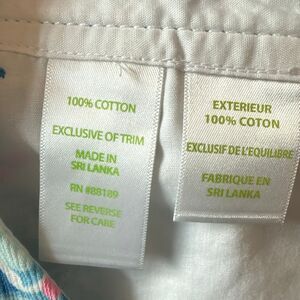 100% COTTON
EXCLUSIVE OF TRIM
MADE IN
SRI LANKA
RN #88189
SEE REVERSE
FOR CARE
EXTERIEUR
100% COTON
EXCLUSIF DE L'EQUILIBRE
FABRIQUE EN
SRI LANKA